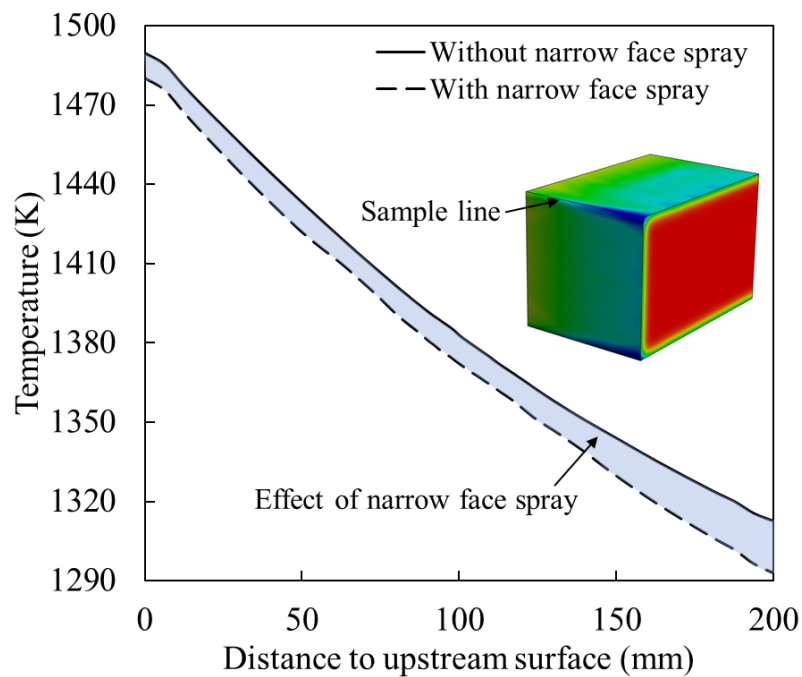 1500
1470
1440
1410
1380
1350
1320
1290
Temperature (K)
Without narrow face spray
With narrow face spray
Sample line
Effect of narrow face spray
0 50 100 150 200
Distance to upstream surface (mm)